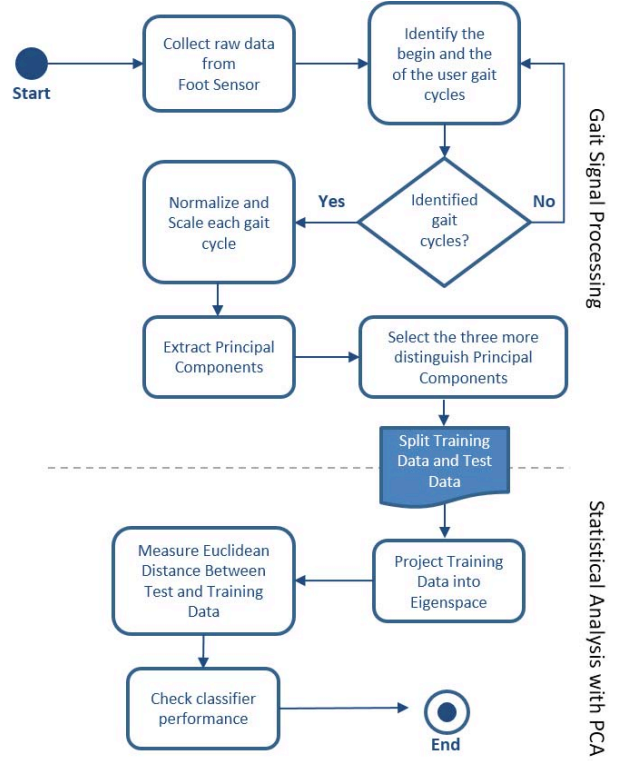 Start
Collect raw data
from
Foot Sensor
Identify the
begin and the
of the user gait
cycles
Identified
gait
cycles?
No
Yes
Normalize and
Scale each gait
cycle
Extract Principal
Components
Select the three more
distinguish Principal
Components
Split Training
Data and Test
Data
Project Training
Data into
Eigenspace
Measure Euclidean
Distance Between
Test and Training
Data
Check classifier
performance
End
Gait Signal Processing
Statistical Analysis with PCA